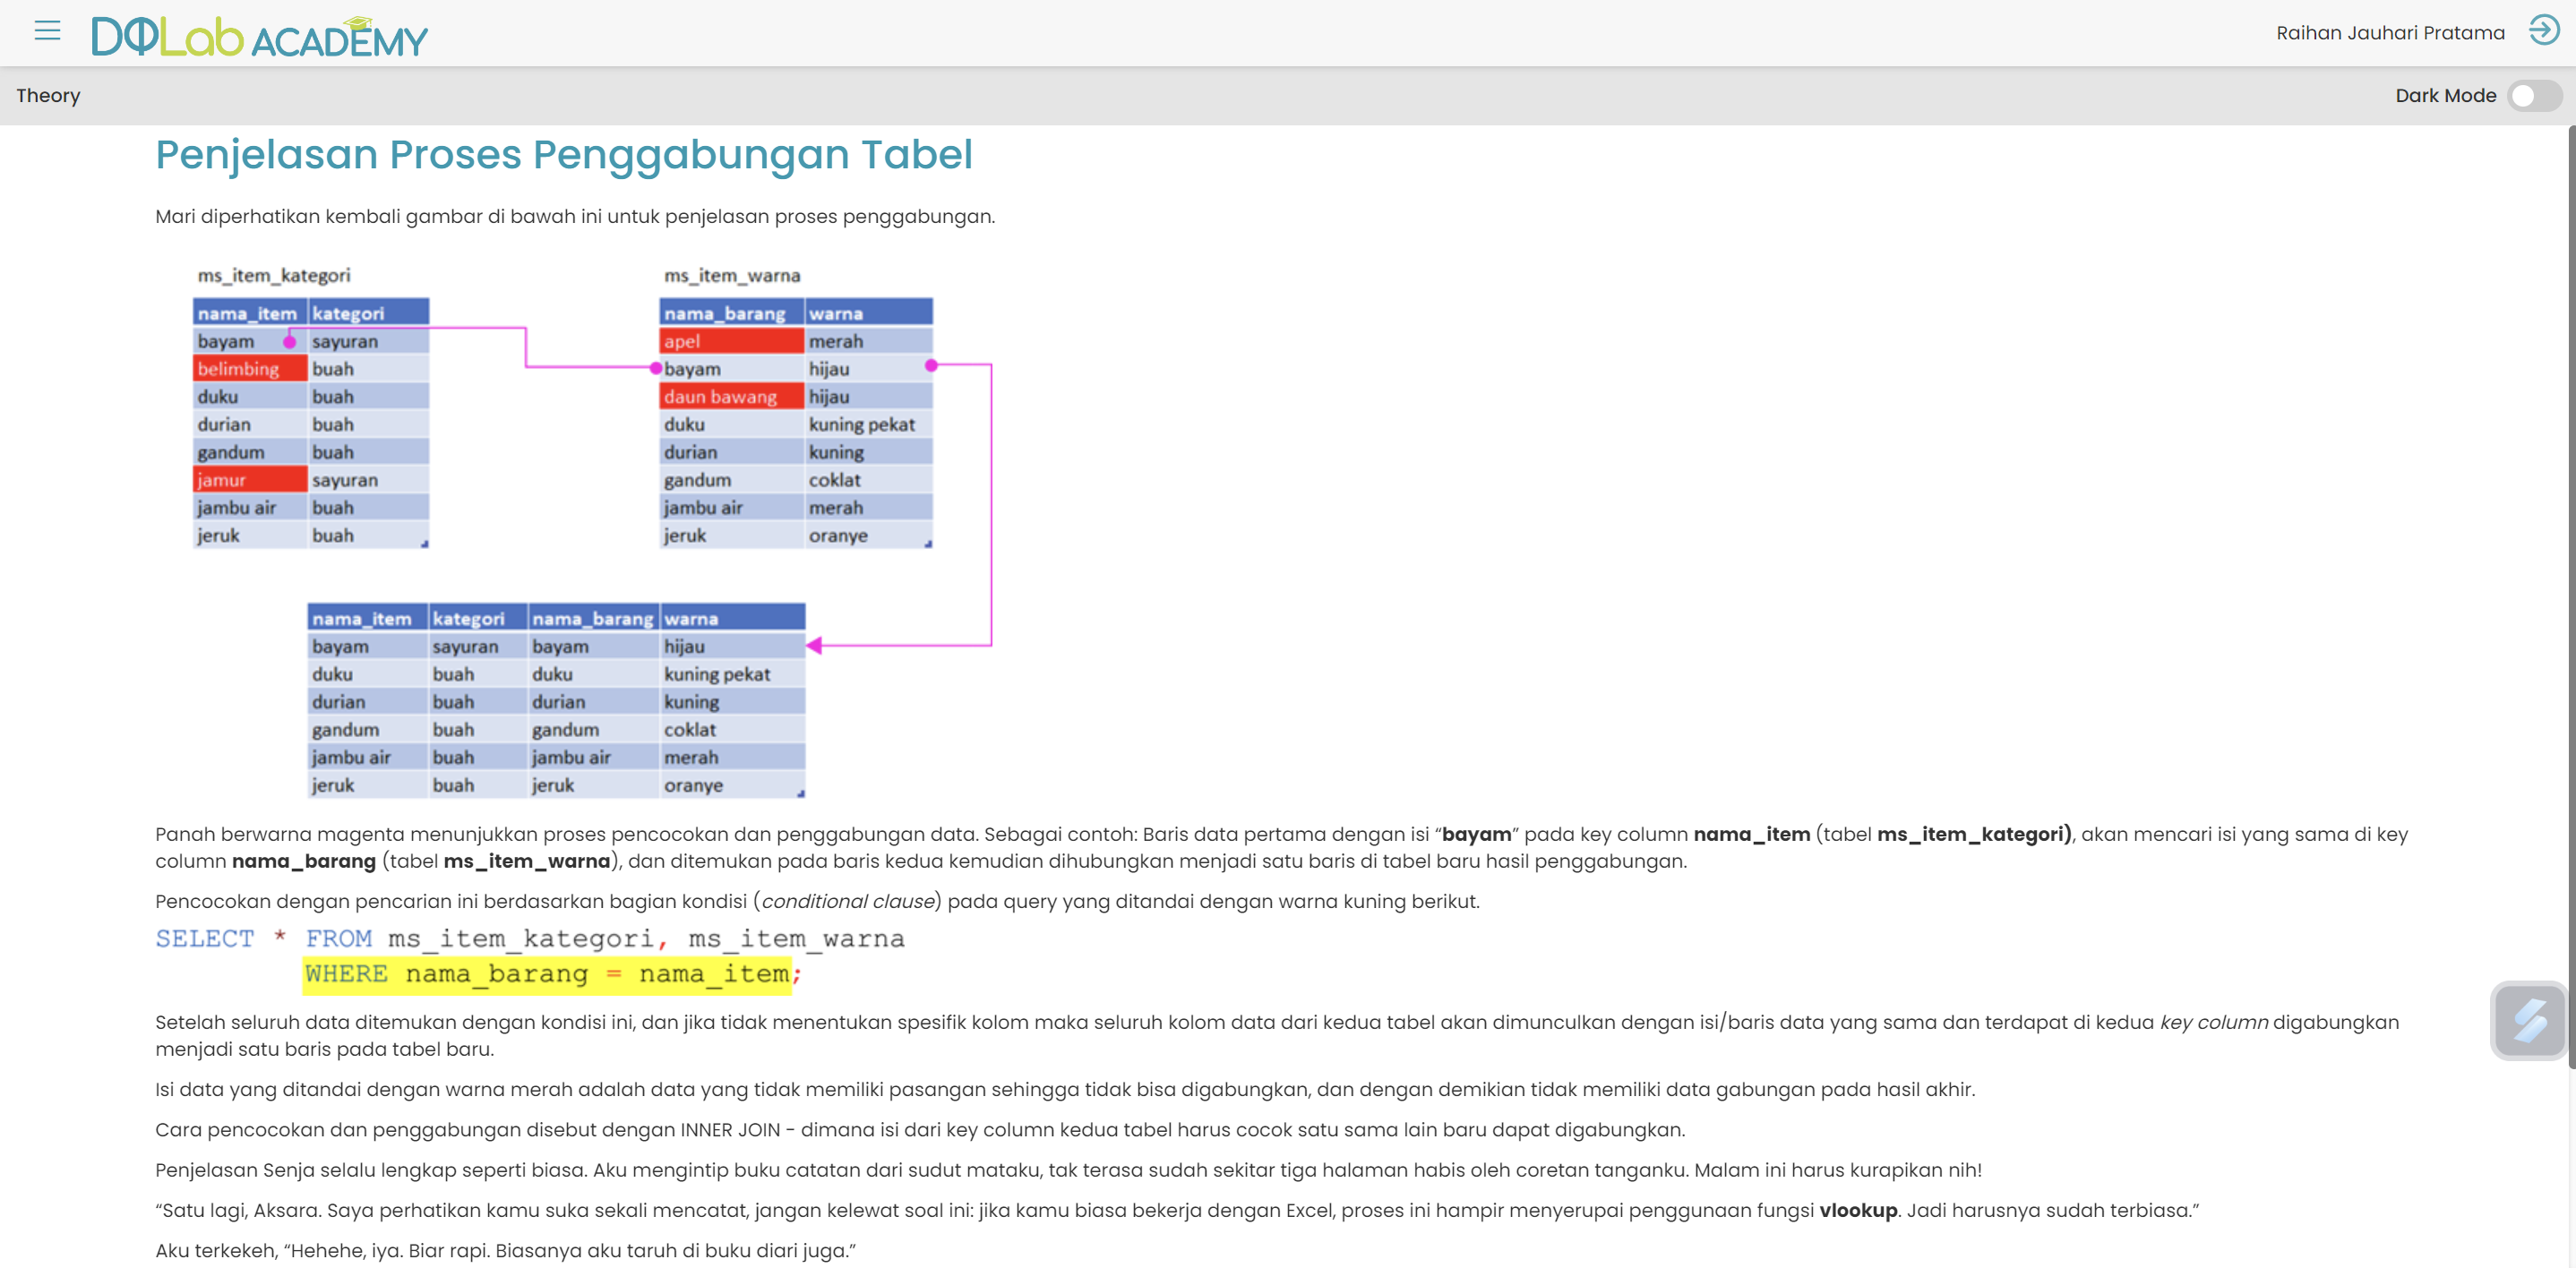 DQLab ACADEMY
Raihan Jauhari Pratama
Theory
Dark Mode
Penjelasan Proses Penggabungan Tabel
Mari diperhatikan kembali gambar di bawah ini untuk penjelasan proses penggabungan.
ms_item_kategori
nama_item kategori
bayam sayuran
belimbing buah
duku buah
durian buah
gandum buah
jamur sayuran
jambu air buah
jeruk buah
ms_item_warna
nama_barang warna
apel merah
bayam hijau
daun bawang hijau
duku kuning pekat
durian kuning
gandum coklat
jambu air merah
jeruk oranye
nama_item kategori nama_barang warna
bayam sayuran bayam hijau
duku buah duku kuning pekat
durian buah durian kuning
gandum buah gandum coklat
jambu air buah jambu air merah
jeruk buah jeruk oranye
Panah berwarna magenta menunjukkan proses pencocokan dan penggabungan data. Sebagai contoh: Baris data pertama dengan isi “bayam” pada key column nama_item (tabel ms_item_kategori), akan mencari isi yang sama di key
column nama_barang (tabel ms_item_warna), dan ditemukan pada baris kedua kemudian dihubungkan menjadi satu baris di tabel baru hasil penggabungan.
Pencocokan dengan pencarian ini berdasarkan bagian kondisi (conditional clause) pada query yang ditandai dengan warna kuning berikut.
SELECT * FROM ms_item_kategori, ms_item_warna
WHERE nama_barang = nama_item;
Setelah seluruh data ditemukan dengan kondisi ini, dan jika tidak menentukan spesifik kolom maka seluruh kolom data dari kedua tabel akan dimunculkan dengan isi/baris data yang sama dan terdapat di kedua key column digabungkan
menjadi satu baris pada tabel baru.
Isi data yang ditandai dengan warna merah adalah data yang tidak memiliki pasangan sehingga tidak bisa digabungkan, dan dengan demikian tidak memiliki data gabungan pada hasil akhir.
Cara pencocokan dan penggabungan disebut dengan INNER JOIN - dimana isi dari key column kedua tabel harus cocok satu sama lain baru dapat digabungkan.
Penjelasan Senja selalu lengkap seperti biasa. Aku mengintip buku catatan dari sudut mataku, tak terasa sudah sekitar tiga halaman habis oleh coretan tanganku. Malam ini harus kurapikan nih!
“Satu lagi, Aksara. Saya perhatikan kamu suka sekali mencatat, jangan kelewat soal ini: jika kamu biasa bekerja dengan Excel, proses ini hampir menyerupai penggunaan fungsi vlookup. Jadi harusnya sudah terbiasa.”
Aku terkekeh, “Hehehe, iya. Biar rapi. Biasanya aku taruh di buku diari juga.”